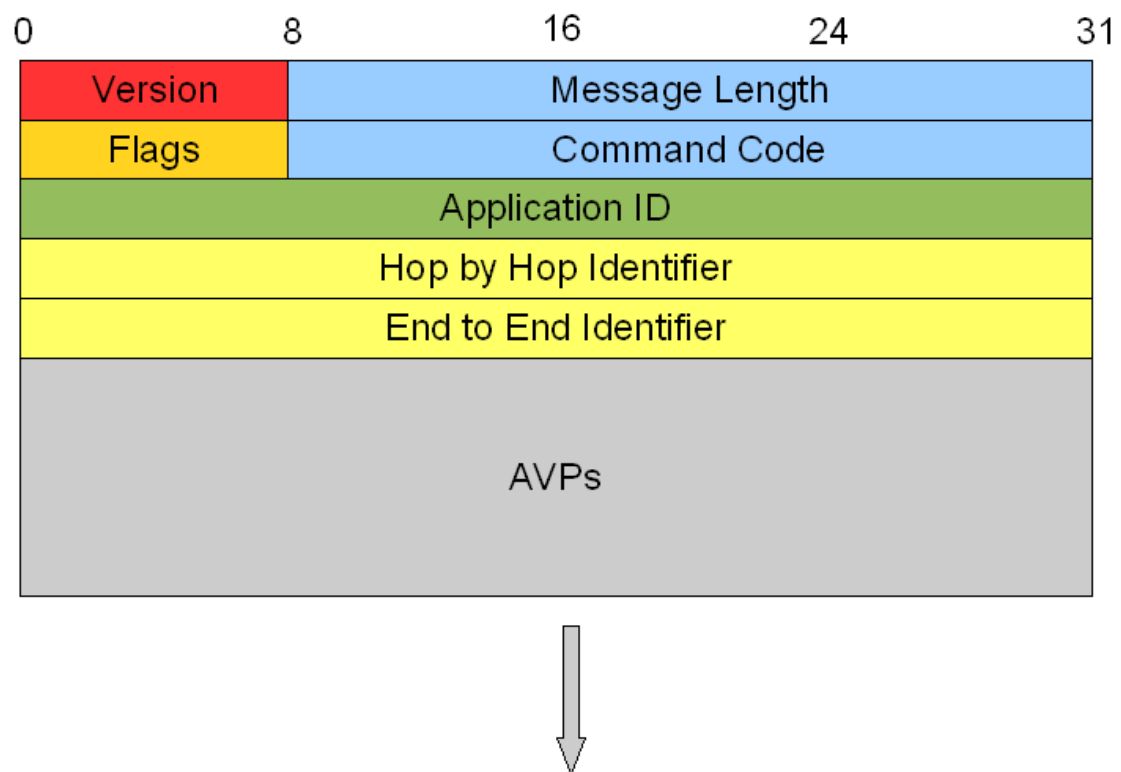 0 8 16 24 31
Version Message Length
Flags Command Code
Application ID
Hop by Hop Identifier
End to End Identifier
AVPs